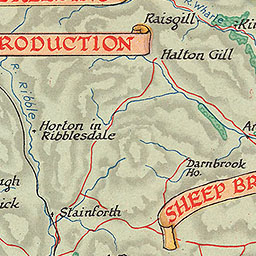 Raisgill
R. Wharfe
RODUCTION
Halton Gill
R. Ribble
Horton in
Ribblesdale
Darnbrook
Ho.
SHEEP BR
Stainforth